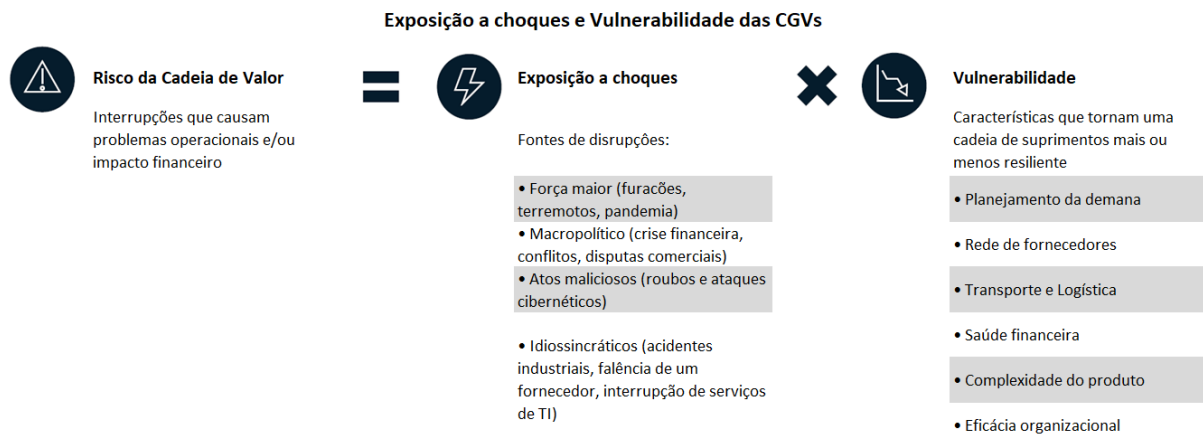 Exposição a choques e Vulnerabilidade das CGVs
Risco da Cadeia de Valor
Interrupções que causam
problemas operacionais e/ou
impacto financeiro
Exposição a choques
Fontes de disrupções:
• Força maior (furacões,
terremotos, pandemia)
• Macropolítico (crise financeira,
conflitos, disputas comerciais)
• Atos maliciosos (roubos e ataques
cibernéticos)
• Idiossincráticos (acidentes
industriais, falência de um
fornecedor, interrupção de serviços
de TI)
Vulnerabilidade
Características que tornam uma
cadeia de suprimentos mais ou
menos resiliente
• Planejamento da demana
• Rede de fornecedores
• Transporte e Logística
• Saúde financeira
• Complexidade do produto
• Eficácia organizacional